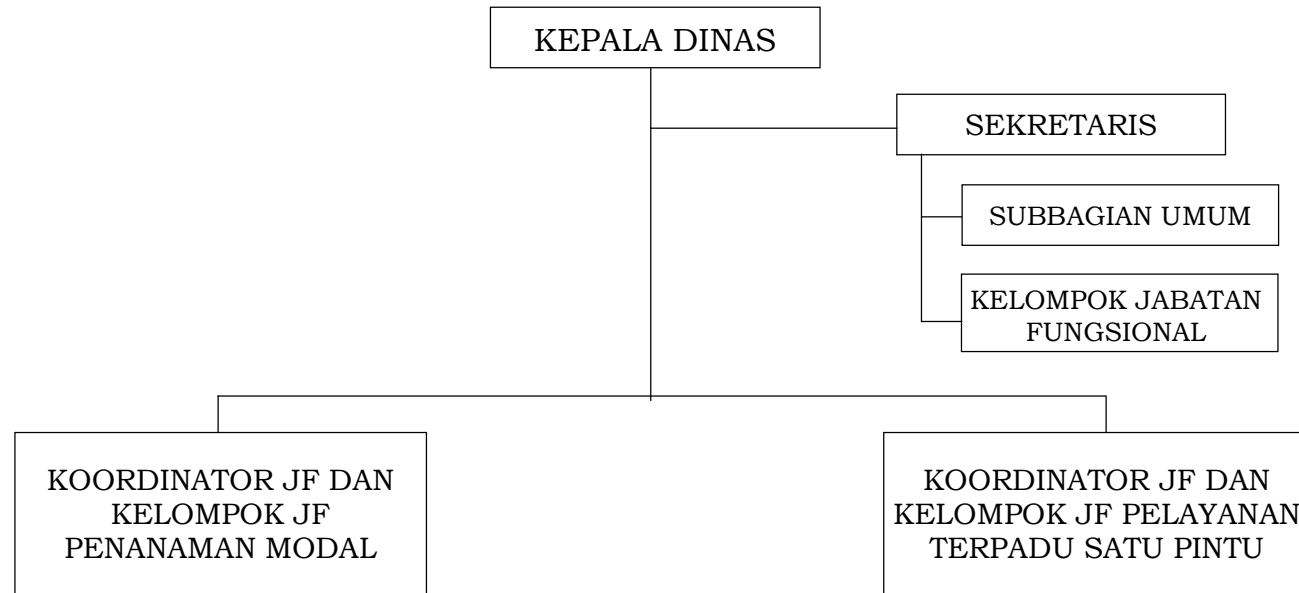 KEPALA DINAS
SEKRETARIS
SUBBAGIAN UMUM
KELOMPOK JABATAN
FUNGSIONAL
KOORDINATOR JF DAN
KELOMPOK JF
PENANAMAN MODAL
KOORDINATOR JF DAN
KELOMPOK JF PELAYANAN
TERPADU SATU PINTU